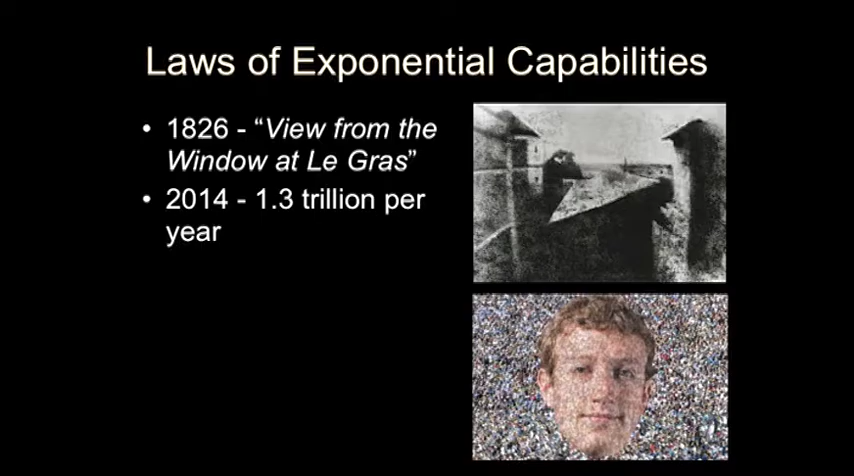 Laws of Exponential Capabilities
• 1826 - “View from the
Window at Le Gras”
• 2014 - 1.3 trillion per
year